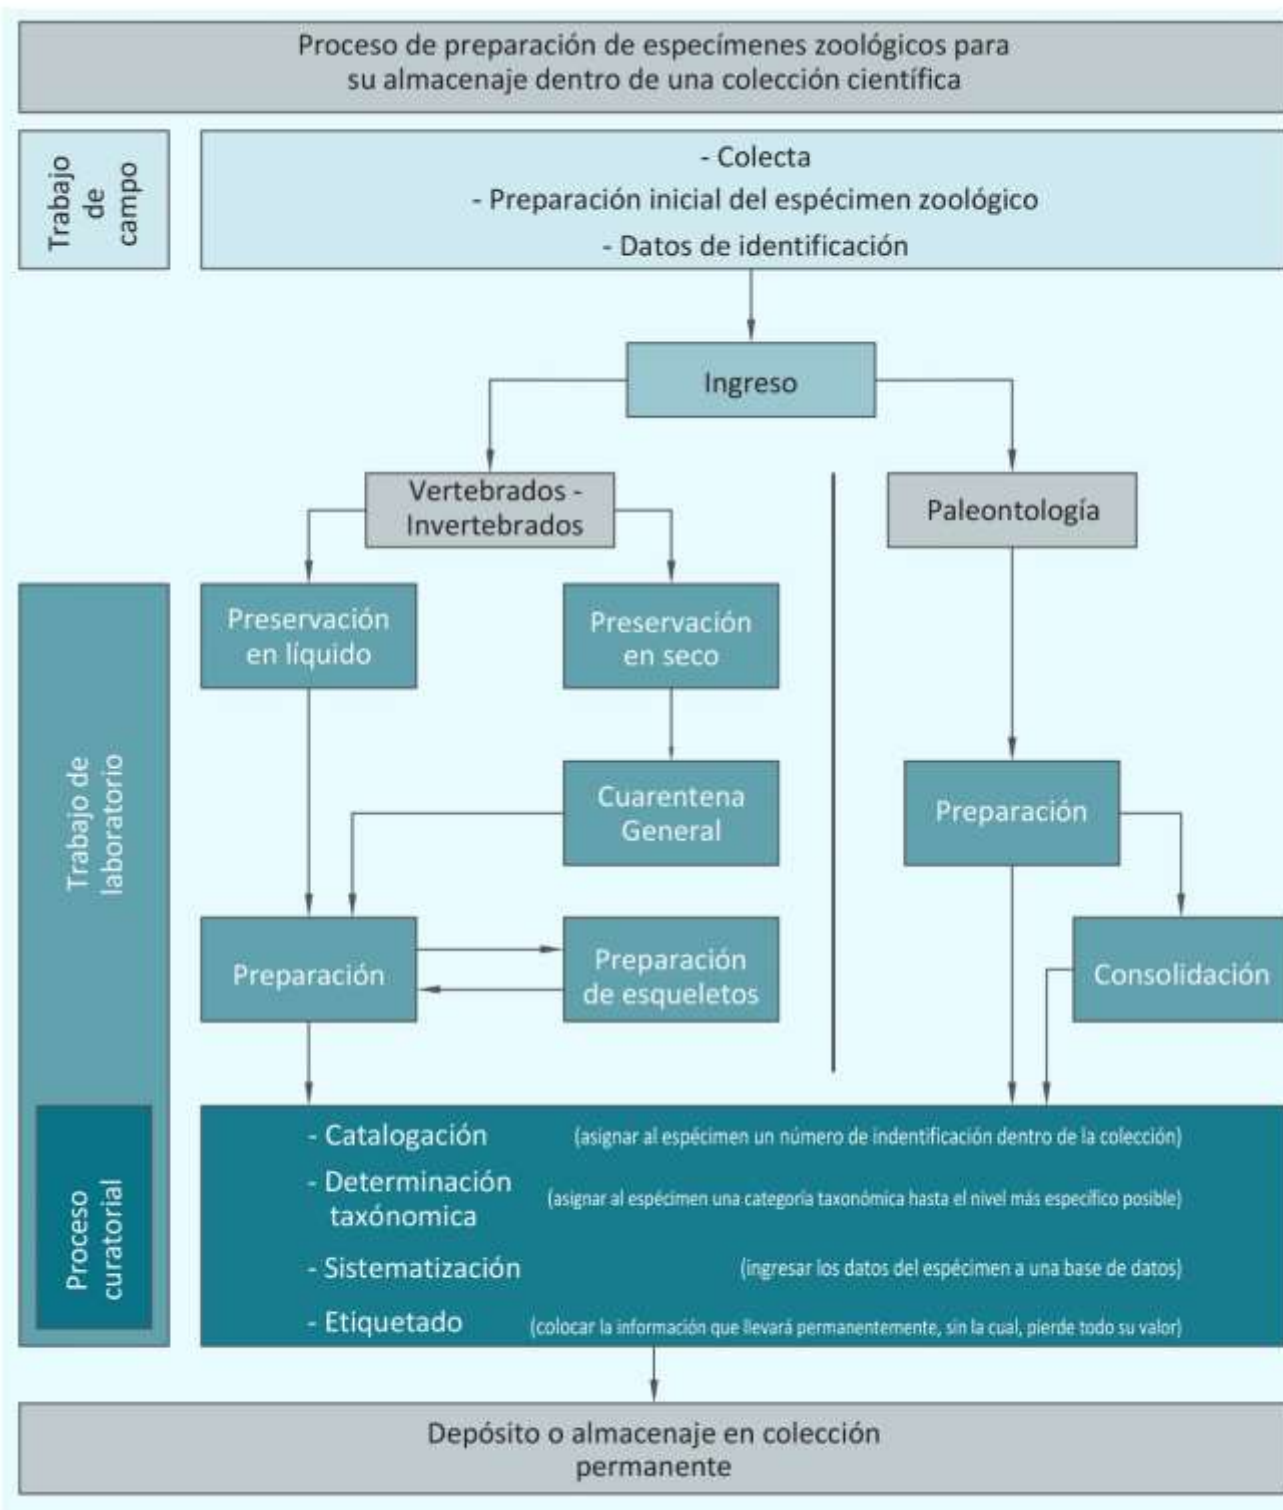 Proceso de preparación de especímenes zoológicos para
su almacenaje dentro de una colección científica
Trabajo
de
campo
- Colecta
- Preparación inicial del espécimen zoológico
- Datos de identificación
Ingreso
Vertebrados -
Invertebrados
Paleontología
Trabajo de
laboratorio
Preservación
en líquido
Preservación
en seco
Cuarentena
General
Preparación
Preparación
Preparación
de esqueletos
Consolidación
Proceso
curatorial
- Catalogación (asignar al espécimen un número de indentificación dentro de la colección)
- Determinación
taxónomica (asignar al espécimen una categoría taxonómica hasta el nivel más específico posible)
- Sistematización (ingresar los datos del espécimen a una base de datos)
- Etiquetado (colocar la información que llevará permanentemente, sin la cual, pierde todo su valor)
Depósito o almacenaje en colección
permanente